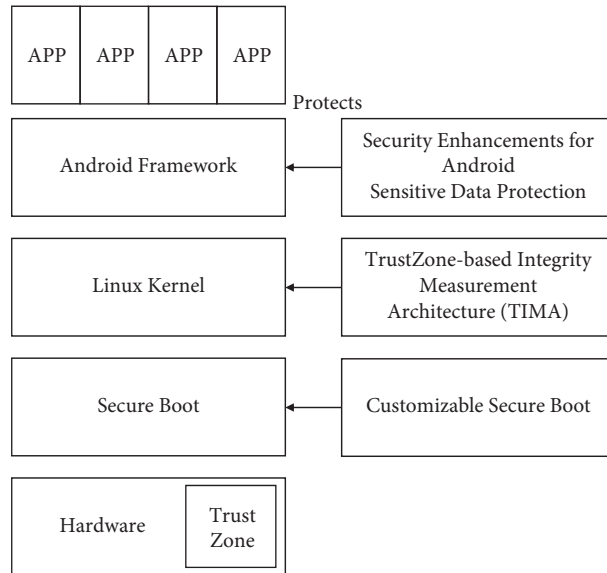 APP APP APP APP
Protects
Android Framework
Security Enhancements for
Android
Sensitive Data Protection
Linux Kernel
TrustZone-based Integrity
Measurement
Architecture (TIMA)
Secure Boot
Customizable Secure Boot
Hardware
Trust
Zone